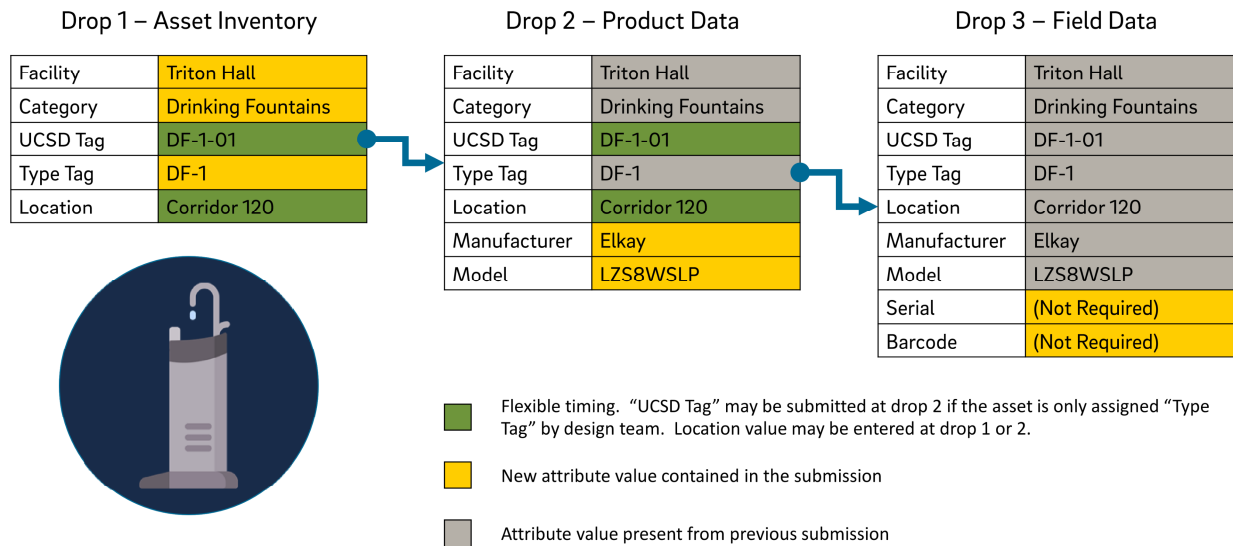 Drop 1 – Asset Inventory
Facility Triton Hall
Category Drinking Fountains
UCSD Tag DF-1-01
Type Tag DF-1
Location Corridor 120
Drop 2 – Product Data
Facility Triton Hall
Category Drinking Fountains
UCSD Tag DF-1-01
Type Tag DF-1
Location Corridor 120
Manufacturer Elkay
Model LZS8WSLP
Drop 3 – Field Data
Facility Triton Hall
Category Drinking Fountains
UCSD Tag DF-1-01
Type Tag DF-1
Location Corridor 120
Manufacturer Elkay
Model LZS8WSLP
Serial (Not Required)
Barcode (Not Required)
Flexible timing. “UCSD Tag” may be submitted at drop 2 if the asset is only assigned “Type
Tag” by design team. Location value may be entered at drop 1 or 2.
New attribute value contained in the submission
Attribute value present from previous submission